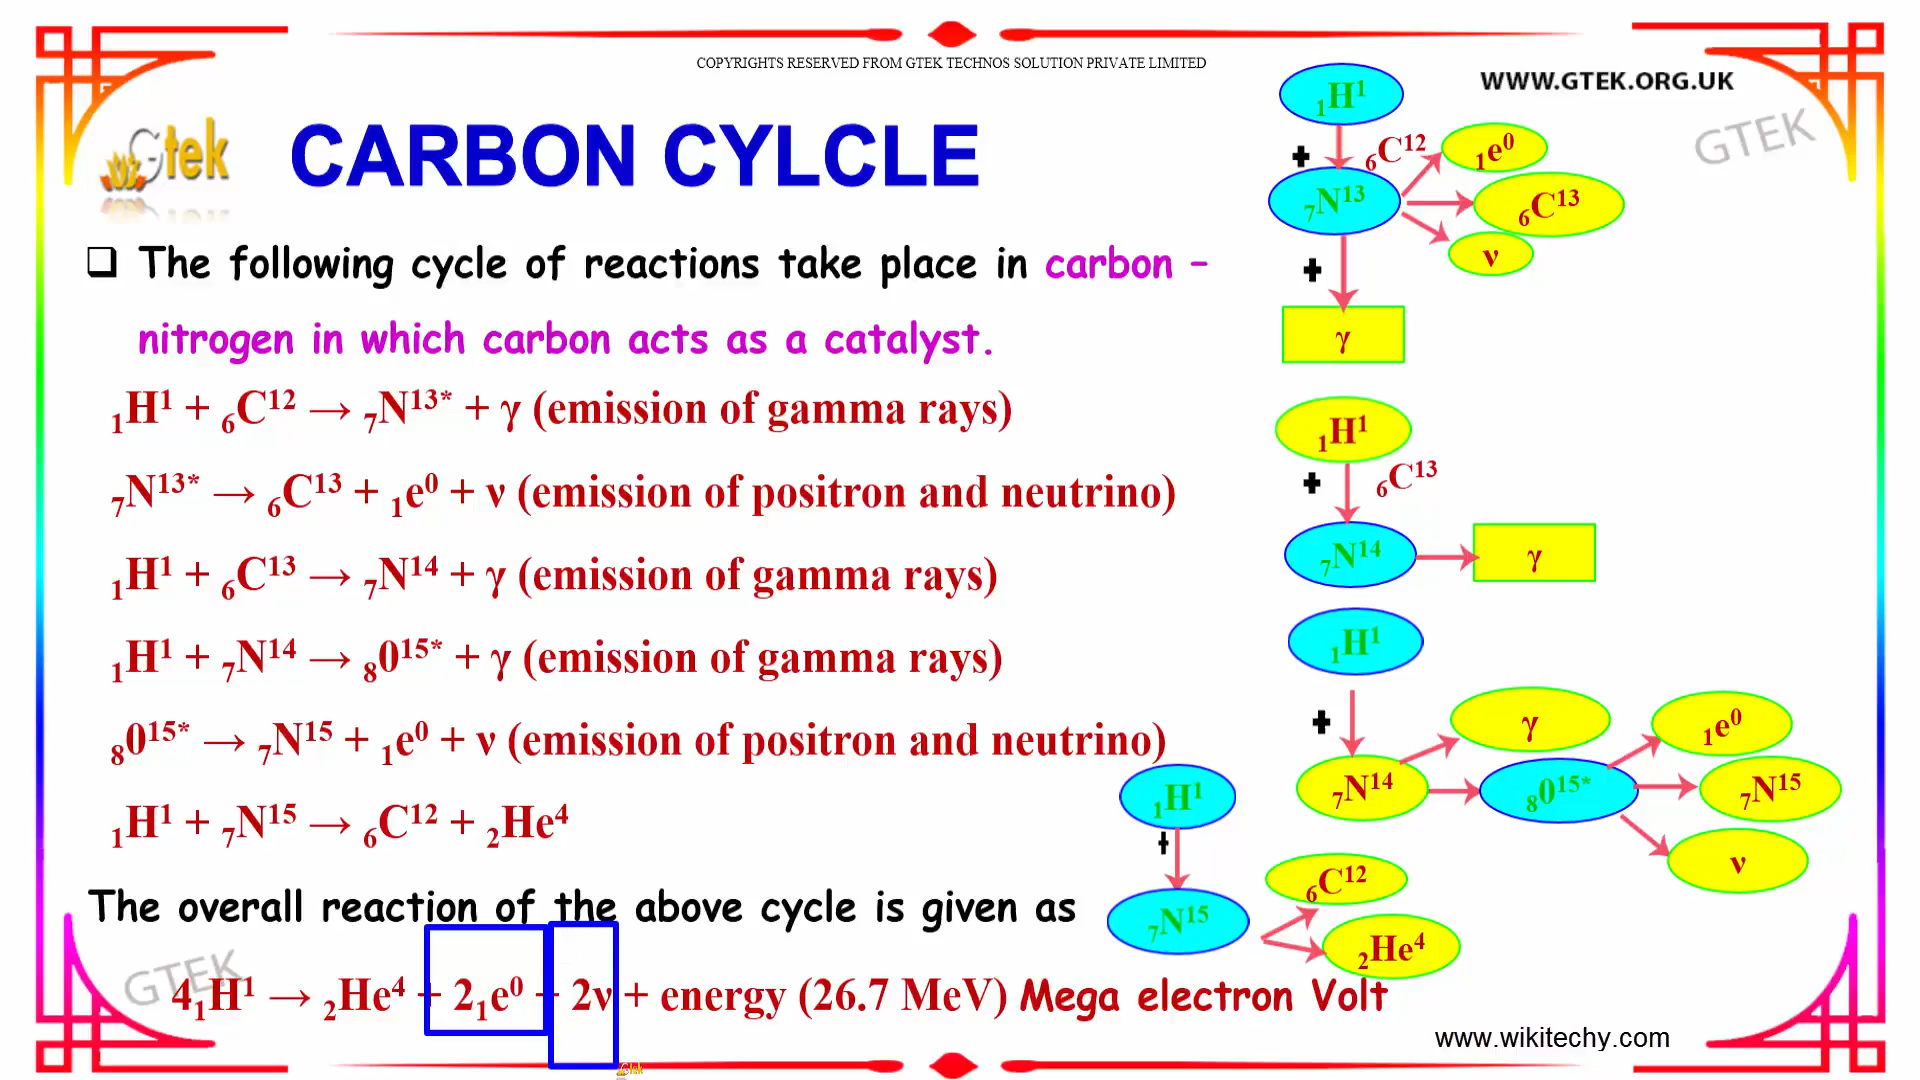 COPYRIGHTS RESERVED FROM GTEK TECHNOS SOLUTION PRIVATE LIMITED
WWW.GTEK.ORG.UK
GTEK
Gtek
CARBON CYLCLE
❑ The following cycle of reactions take place in carbon –
nitrogen in which carbon acts as a catalyst.
₁H¹ + ₆C¹² → ₇N¹³* + γ (emission of gamma rays)
₇N¹³* → ₆C¹³ + ₁e⁰ + ν (emission of positron and neutrino)
₁H¹ + ₆C¹³ → ₇N¹⁴ + γ (emission of gamma rays)
₁H¹ + ₇N¹⁴ → ₈0¹⁵* + γ (emission of gamma rays)
₈0¹⁵* → ₇N¹⁵ + ₁e⁰ + ν (emission of positron and neutrino)
₁H¹ + ₇N¹⁵ → ₆C¹² + ₂He⁴
The overall reaction of the above cycle is given as
GTEK
4₁H¹ → ₂He⁴ + 2₁e⁰ + 2ν + energy (26.7 MeV) Mega electron Volt
₁H¹
+ ₆C¹² ₁e⁰
₇N¹³ ₆C¹³
ν
+
γ
₁H¹
+ ₆C¹³
₇N¹⁴ γ
₁H¹
+ γ ₁e⁰
₇N¹⁴ ₈0¹⁵* ₇N¹⁵
ν
₁H¹
+
₆C¹²
₇N¹⁵
₂He⁴
www.wikitechy.com
Gtek